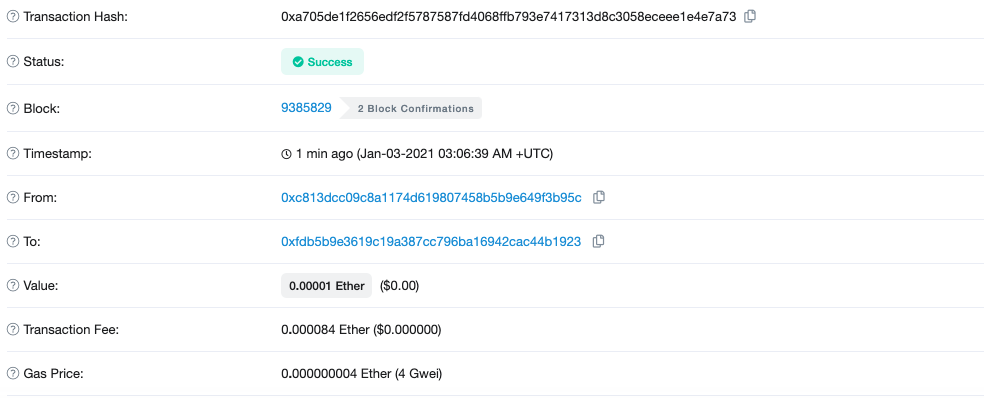 Transaction Hash: 0xa705de1f2656edf2f5787587fd4068ffb793e7417313d8c3058eceee1e4e7a73
Status: Success
Block: 9385829 2 Block Confirmations
Timestamp: 1 min ago (Jan-03-2021 03:06:39 AM +UTC)
From: 0xc813dcc09c8a1174d619807458b5b9e649f3b95c
To: 0xfdb5b9e3619c19a387cc796ba16942cac44b1923
Value: 0.00001 Ether ($0.00)
Transaction Fee: 0.000084 Ether ($0.000000)
Gas Price: 0.000000004 Ether (4 Gwei)